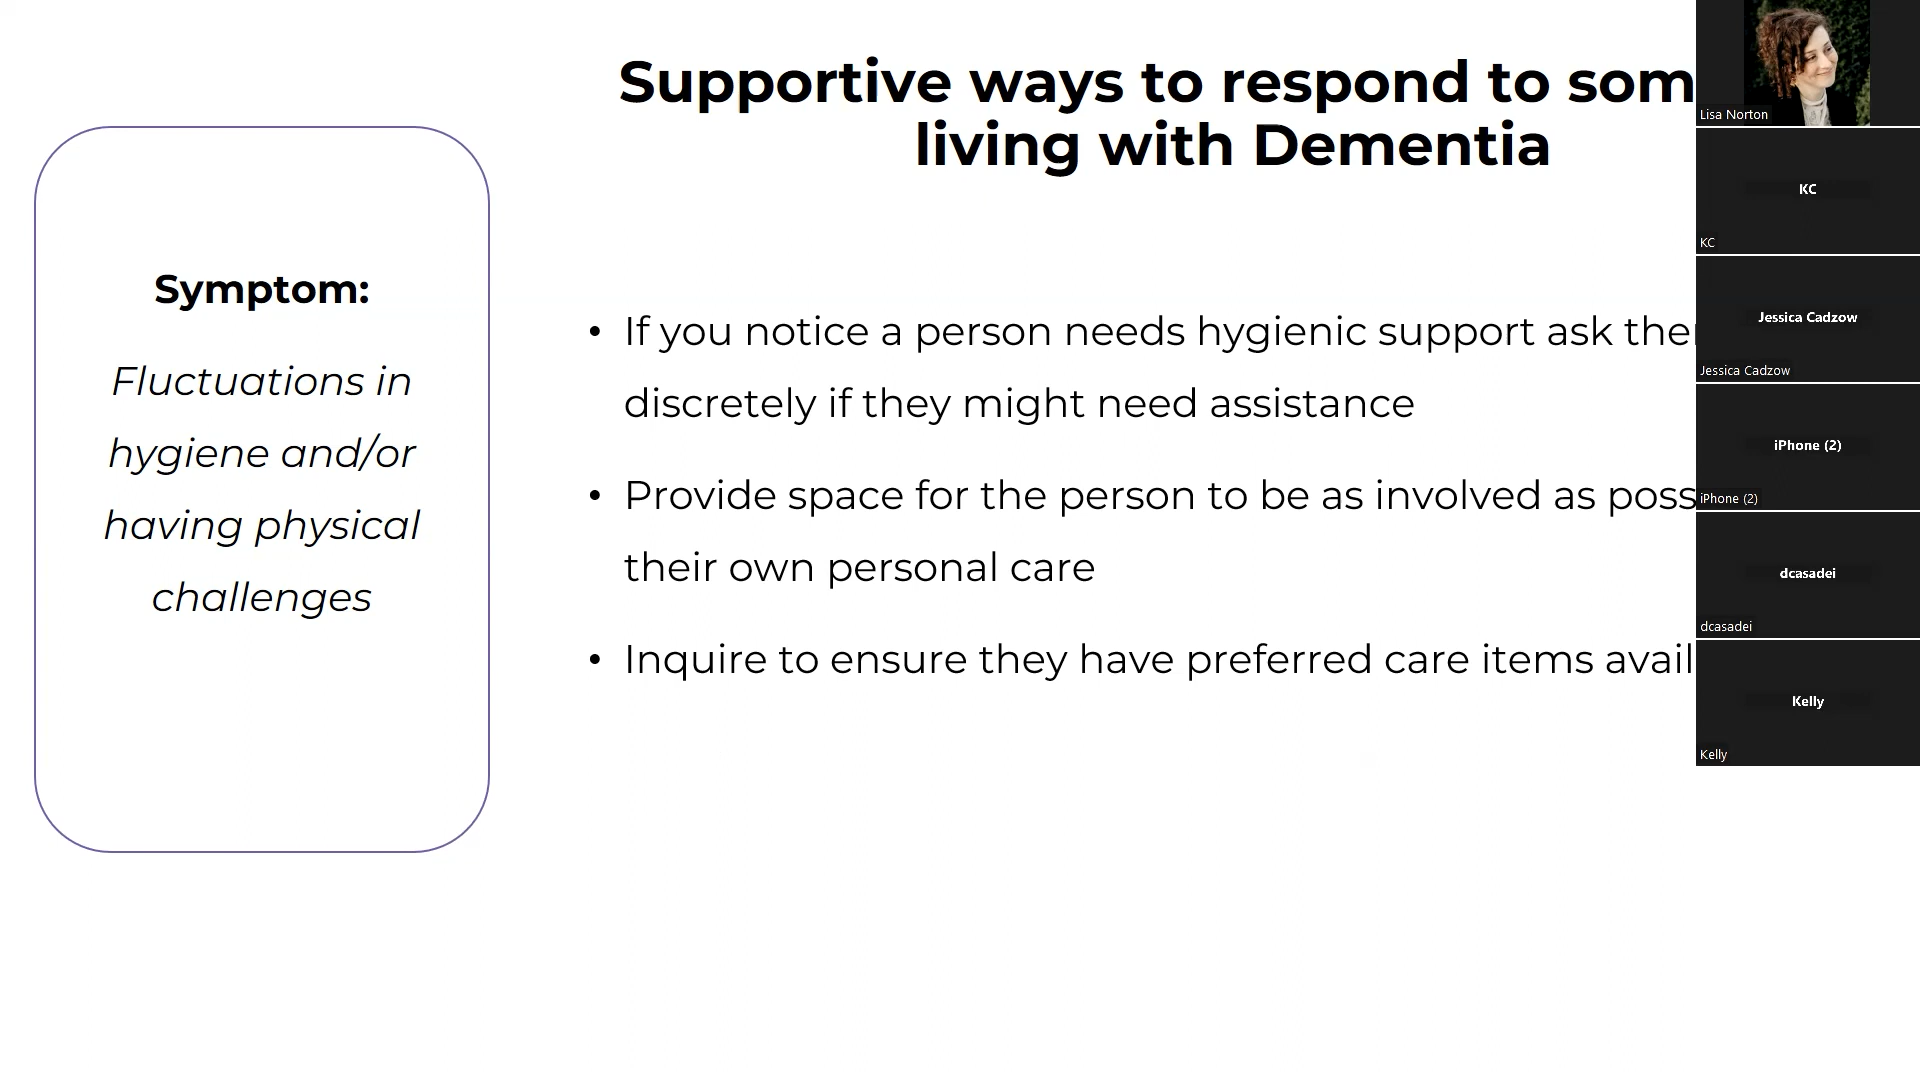 Supportive ways to respond to som
living with Dementia
Symptom:
Fluctuations in
hygiene and/or
having physical
challenges
• If you notice a person needs hygienic support ask the
discretely if they might need assistance
• Provide space for the person to be as involved as poss
their own personal care
• Inquire to ensure they have preferred care items avail
Lisa Norton
KC
KC
Jessica Cadzow
Jessica Cadzow
iPhone (2)
iPhone (2)
dcasadei
dcasadei
Kelly
Kelly